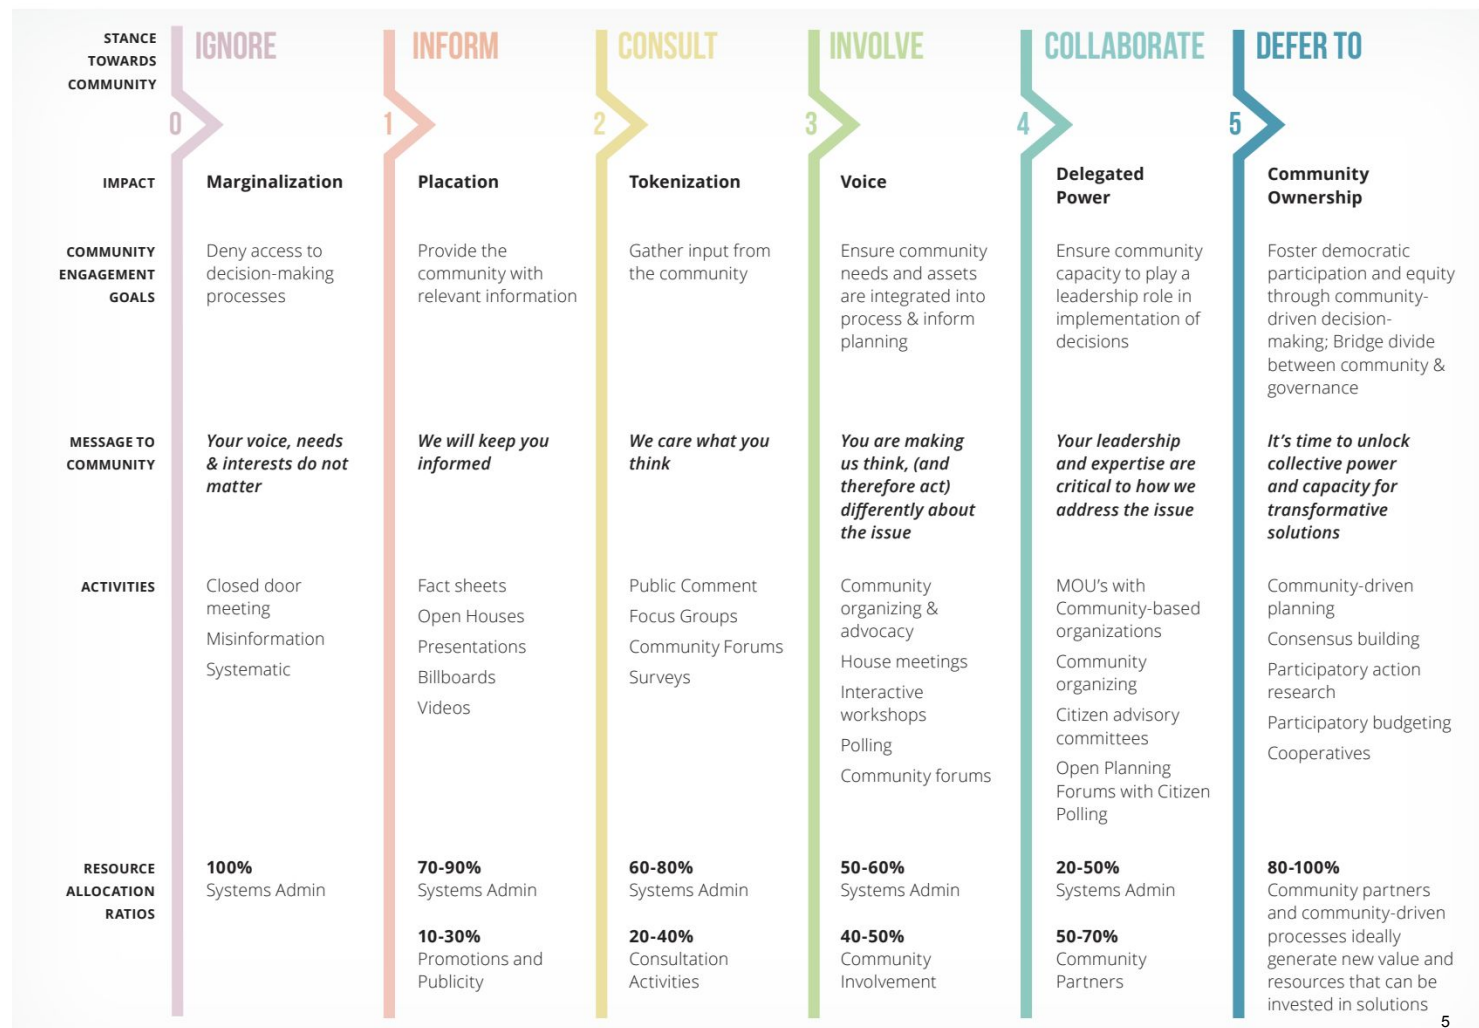 STANCE
TOWARDS
COMMUNITY
IGNORE
INFORM
CONSULT
INVOLVE
COLLABORATE
DEFER TO
0
1
2
3
4
5
IMPACT
Marginalization
Placation
Tokenization
Voice
Delegated
Power
Community
Ownership
COMMUNITY
ENGAGEMENT
GOALS
Deny access to
decision-making
processes
Provide the
community with
relevant information
Gather input from
the community
Ensure community
needs and assets
are integrated into
process & inform
planning
Ensure community
capacity to play a
leadership role in
implementation of
decisions
Foster democratic
participation and equity
through community-
driven decision-
making; Bridge divide
between community &
governance
MESSAGE TO
COMMUNITY
Your voice, needs
& interests do not
matter
We will keep you
informed
We care what you
think
You are making
us think, (and
therefore act)
differently about
the issue
Your leadership
and expertise are
critical to how we
address the issue
It’s time to unlock
collective power
and capacity for
transformative
solutions
ACTIVITIES
Closed door
meeting
Misinformation
Systematic
Fact sheets
Open Houses
Presentations
Billboards
Videos
Public Comment
Focus Groups
Community Forums
Surveys
Community
organizing &
advocacy
House meetings
Interactive
workshops
Polling
Community forums
MOU’s with
Community-based
organizations
Community
organizing
Citizen advisory
committees
Open Planning
Forums with Citizen
Polling
Community-driven
planning
Consensus building
Participatory action
research
Participatory budgeting
Cooperatives
RESOURCE
ALLOCATION
RATIOS
100%
Systems Admin
70-90%
Systems Admin
10-30%
Promotions and
Publicity
60-80%
Systems Admin
20-40%
Consultation
Activities
50-60%
Systems Admin
40-50%
Community
Involvement
20-50%
Systems Admin
50-70%
Community
Partners
80-100%
Community partners
and community-driven
processes ideally
generate new value and
resources that can be
invested in solutions
5